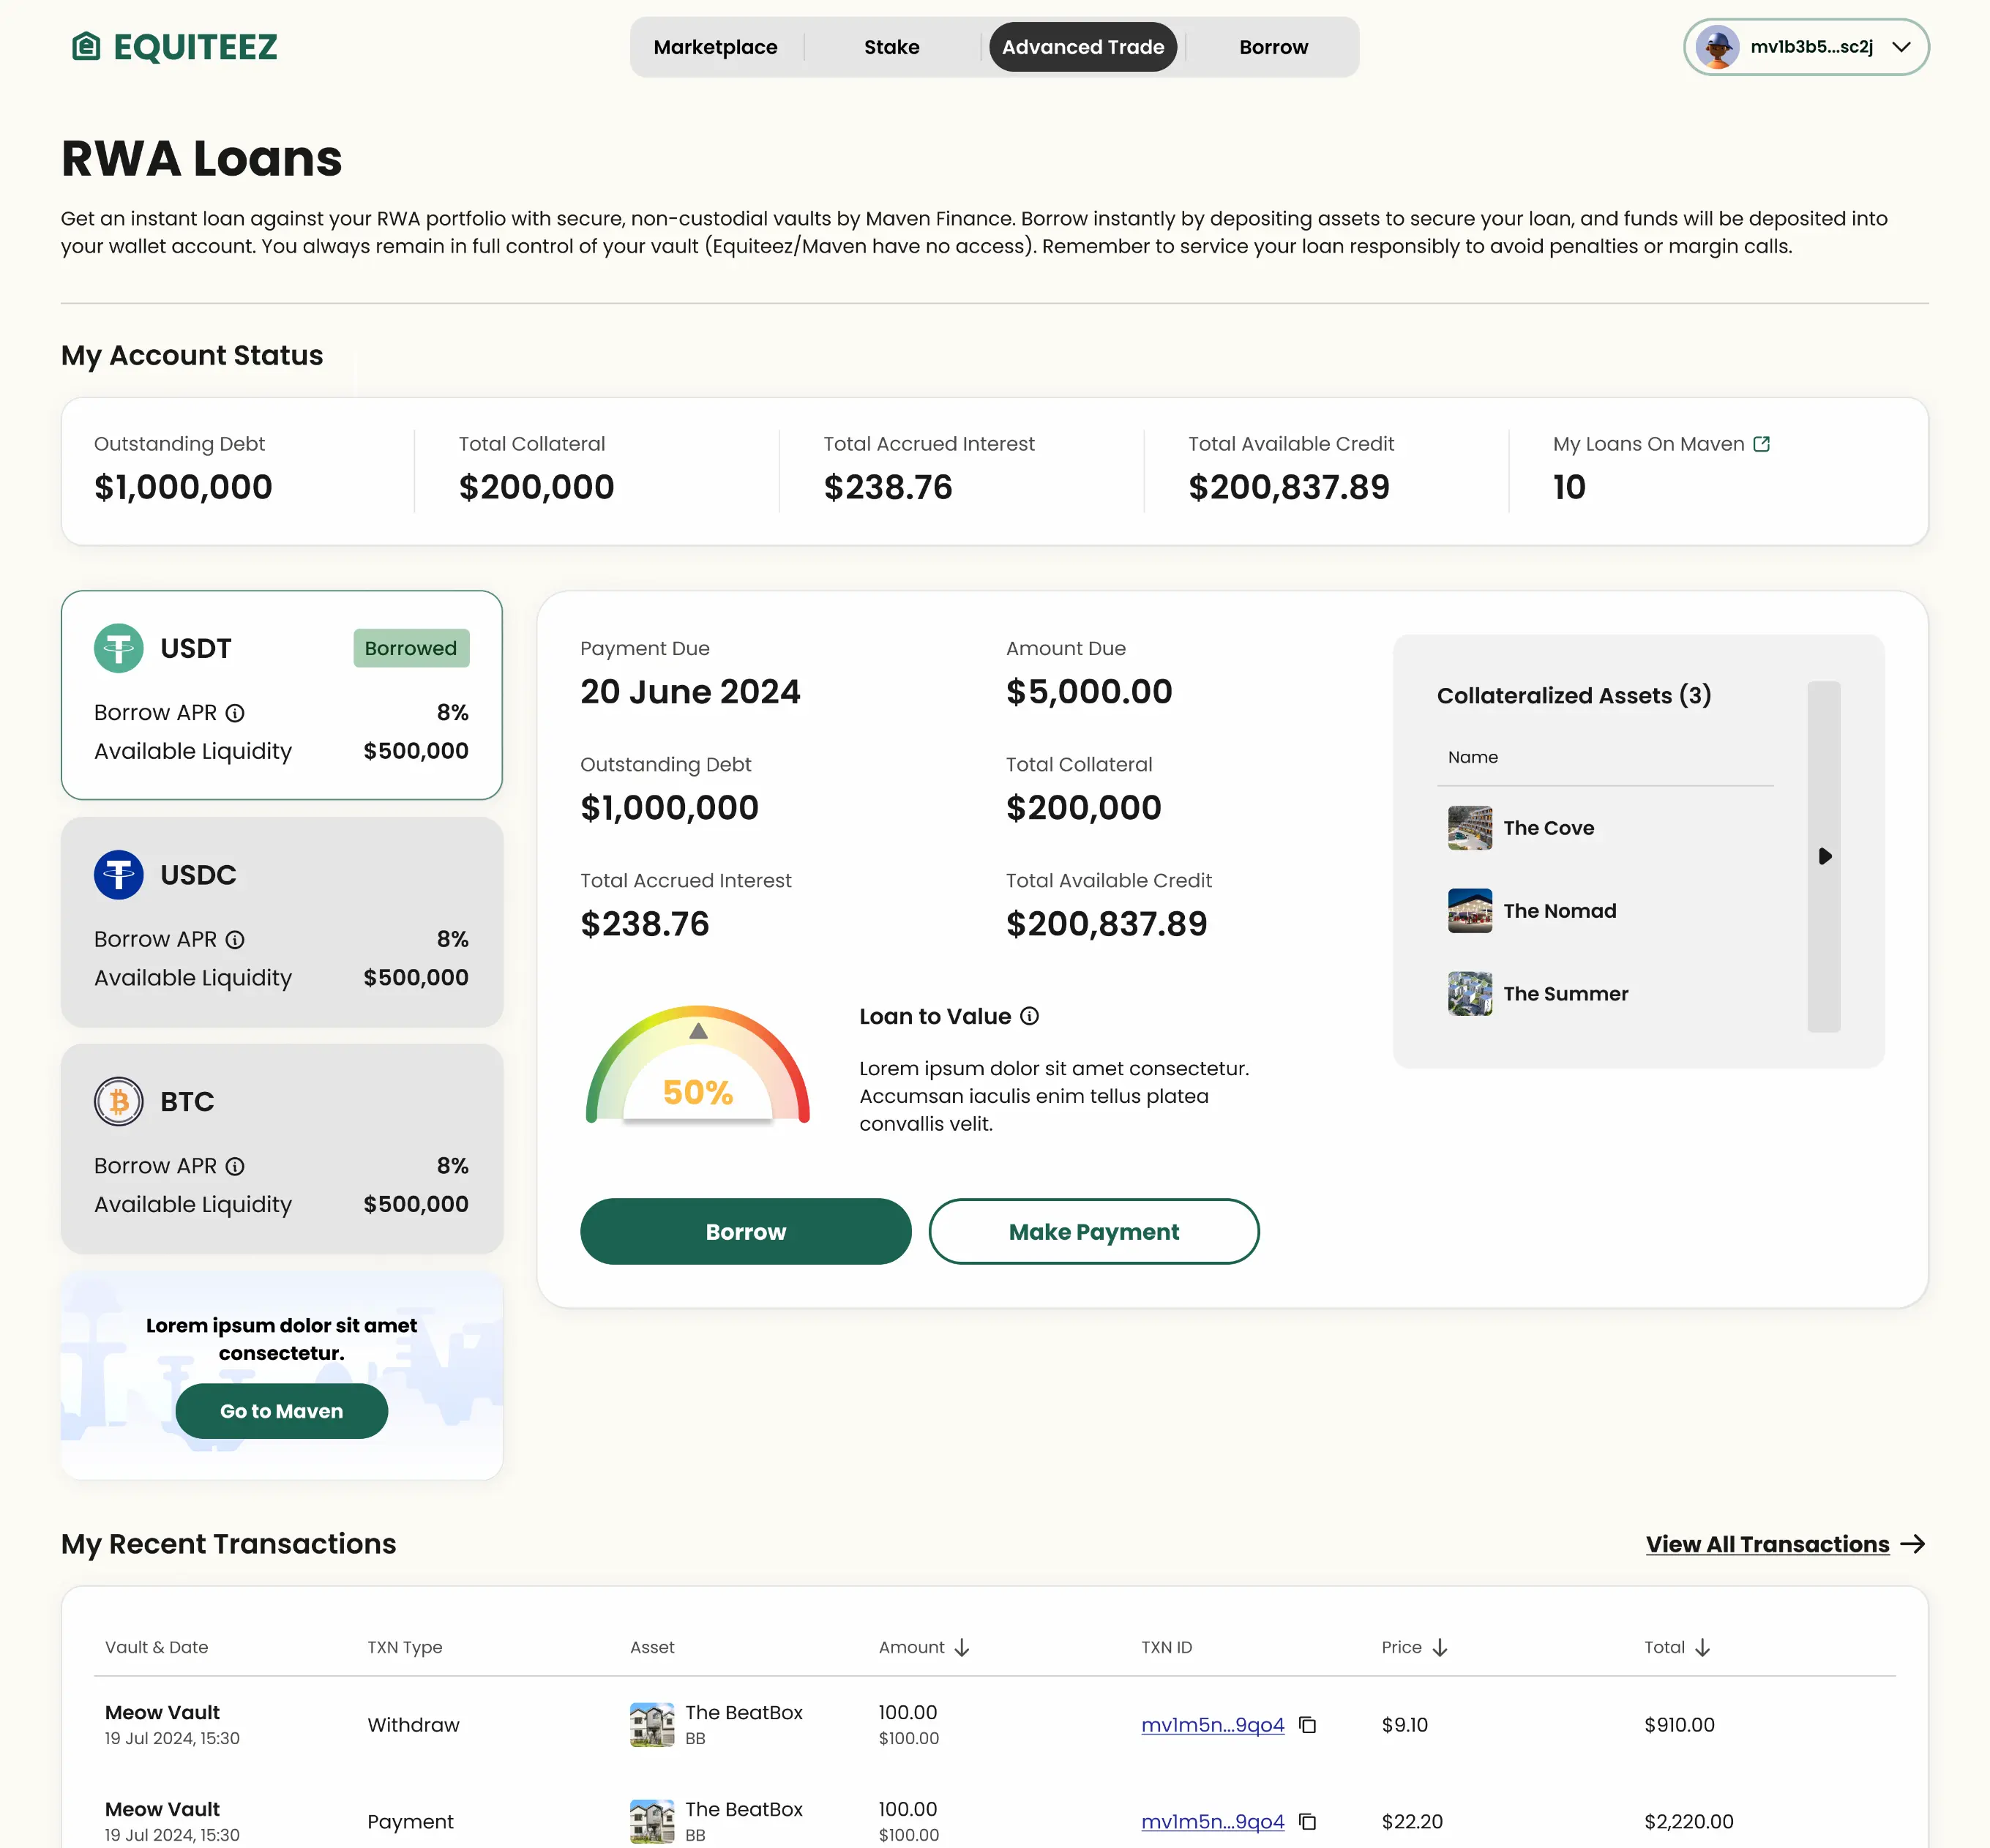 EQUITEEZ
Marketplace
Stake
Advanced Trade
Borrow
mv1b3b5...sc2j
RWA Loans
Get an instant loan against your RWA portfolio with secure, non-custodial vaults by Maven Finance. Borrow instantly by depositing assets to secure your loan, and funds will be deposited into
your wallet account. You always remain in full control of your vault (Equiteez/Maven have no access). Remember to service your loan responsibly to avoid penalties or margin calls.
My Account Status
Outstanding Debt
$1,000,000
Total Collateral
$200,000
Total Accrued Interest
$238.76
Total Available Credit
$200,837.89
My Loans On Maven
10
USDT
Borrowed
Borrow APR
8%
Available Liquidity
$500,000
USDC
Borrow APR
8%
Available Liquidity
$500,000
BTC
Borrow APR
8%
Available Liquidity
$500,000
Lorem ipsum dolor sit amet
consectetur.
Go to Maven
Payment Due
20 June 2024
Amount Due
$5,000.00
Outstanding Debt
$1,000,000
Total Collateral
$200,000
Total Accrued Interest
$238.76
Total Available Credit
$200,837.89
50%
Loan to Value
Lorem ipsum dolor sit amet consectetur.
Accumsan iaculis enim tellus platea
convallis velit.
Borrow
Make Payment
Collateralized Assets (3)
Name
The Cove
The Nomad
The Summer
My Recent Transactions
View All Transactions
Vault & Date
TXN Type
Asset
Amount
TXN ID
Price
Total
Meow Vault
19 Jul 2024, 15:30
Withdraw
The BeatBox
BB
100.00
$100.00
mv1m5n...9qo4
$9.10
$910.00
Meow Vault
19 Jul 2024, 15:30
Payment
The BeatBox
BB
100.00
$100.00
mv1m5n...9qo4
$22.20
$2,220.00